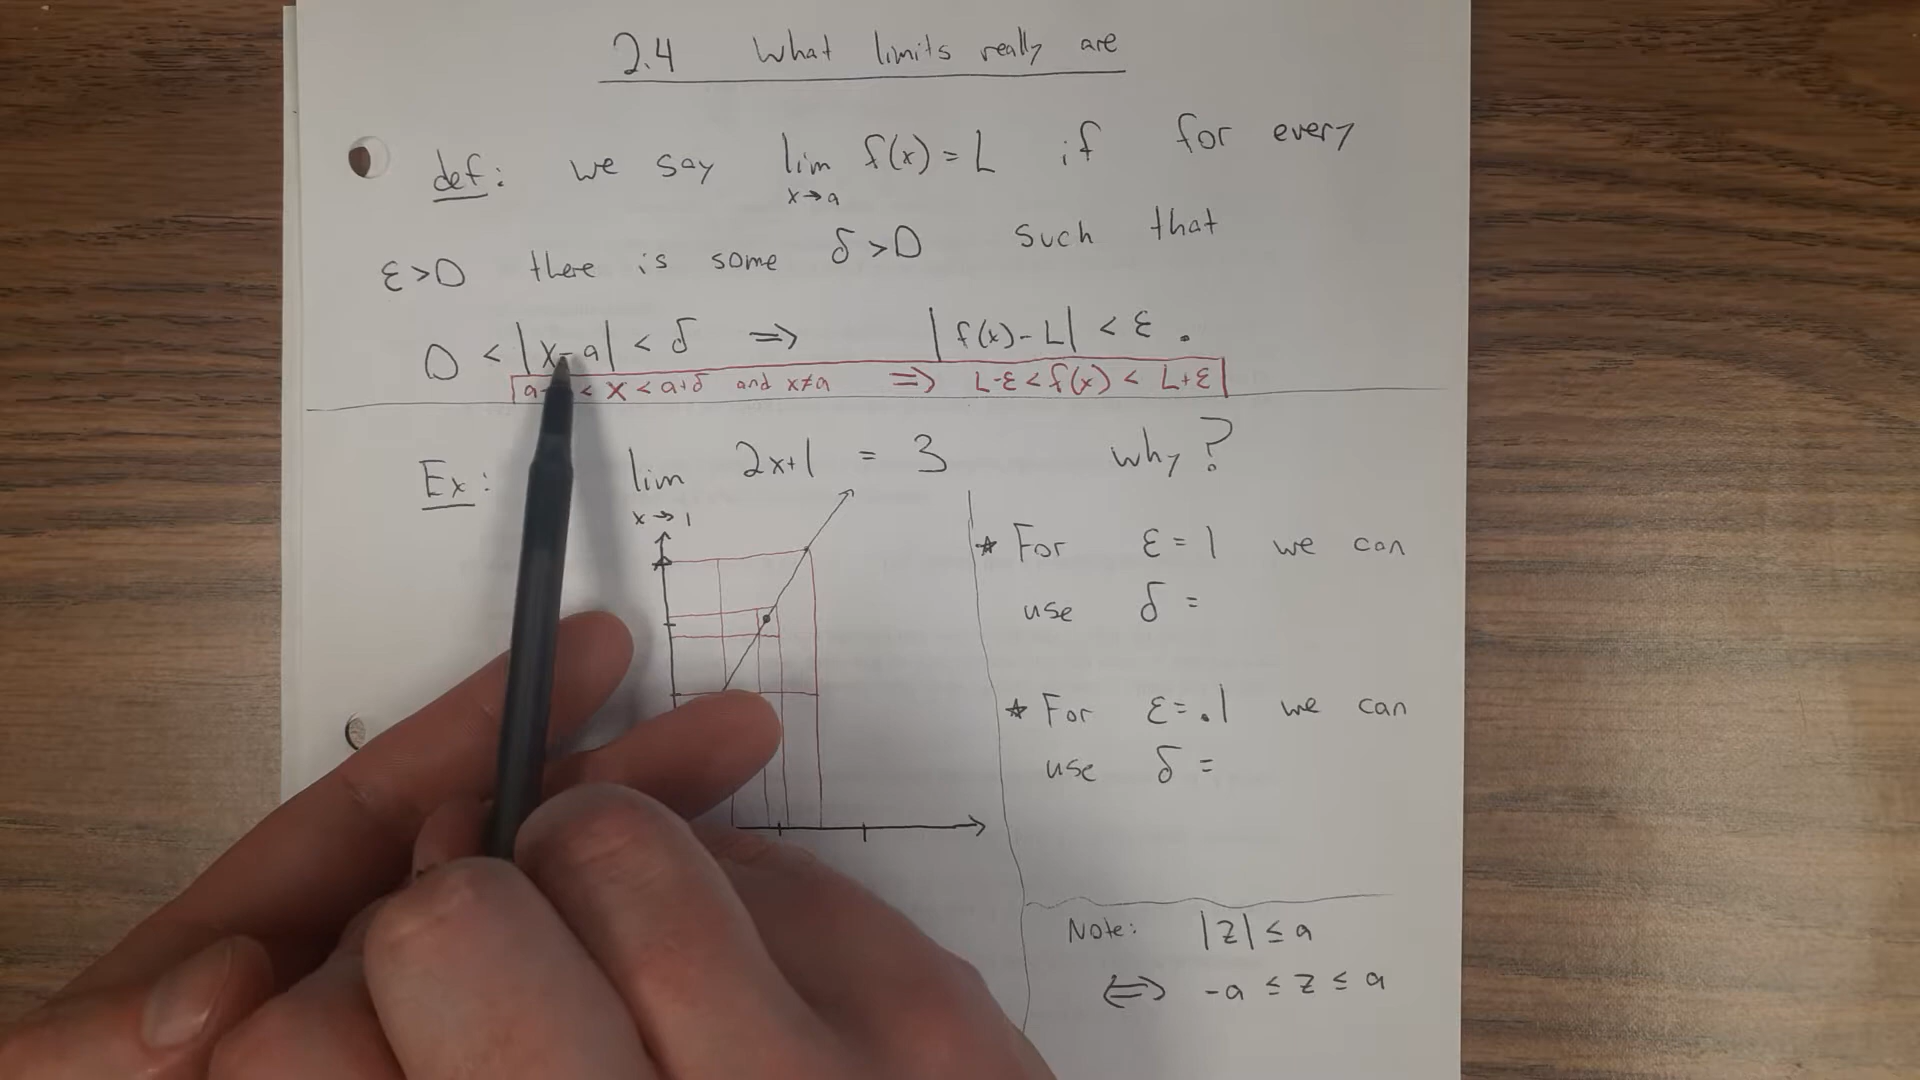 2.4 What limits really are
def: we say lim f(x) = L if for every
x→a
ε>0 there is some δ>0 such that
0 < |x-a| < δ ⇒ |f(x)-L| < ε.
a < x < a+δ and x≠a ⇒ L-ε < f(x) < L+ε
Ex: lim 2x+1 = 3 why?
x→1
* For ε = 1 we can
use δ =
* For ε = .1 we can
use δ =
Note: |z| ≤ a
⇔ -a ≤ z ≤ a